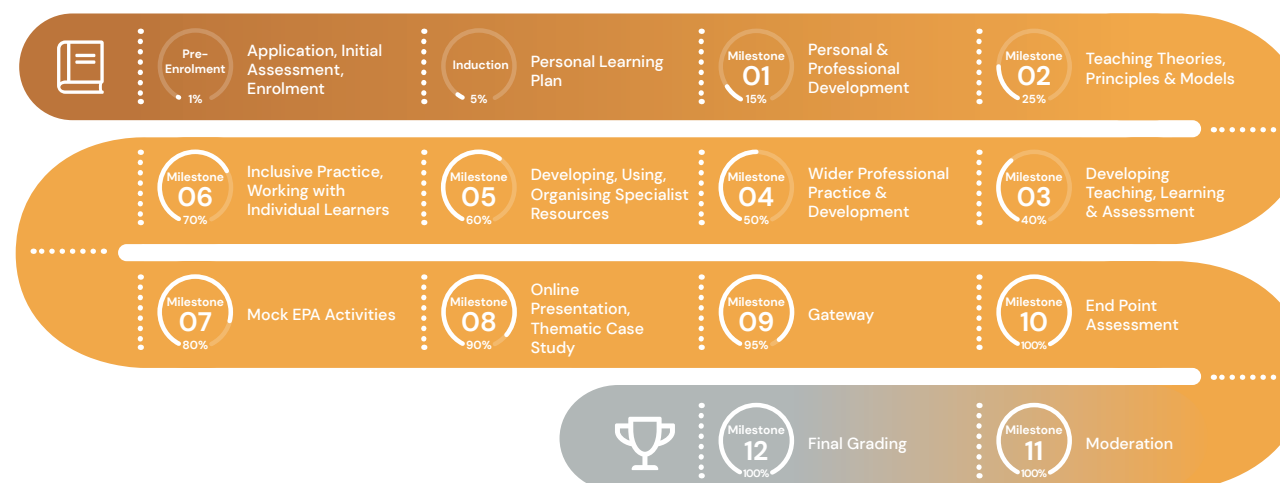 Pre-
Enrolment
1%
Application, Initial
Assessment,
Enrolment
Induction
5%
Personal Learning
Plan
Milestone
01
15%
Personal &
Professional
Development
Milestone
02
25%
Teaching Theories,
Principles & Models
Milestone
06
70%
Inclusive Practice,
Working with
Individual Learners
Milestone
05
60%
Developing, Using,
Organising Specialist
Resources
Milestone
04
50%
Wider Professional
Practice &
Development
Milestone
03
40%
Developing
Teaching, Learning
& Assessment
Milestone
07
80%
Mock EPA Activities
Milestone
08
90%
Online
Presentation,
Thematic Case
Study
Milestone
09
95%
Gateway
Milestone
10
100%
End Point
Assessment
Milestone
12
100%
Final Grading
Milestone
11
100%
Moderation